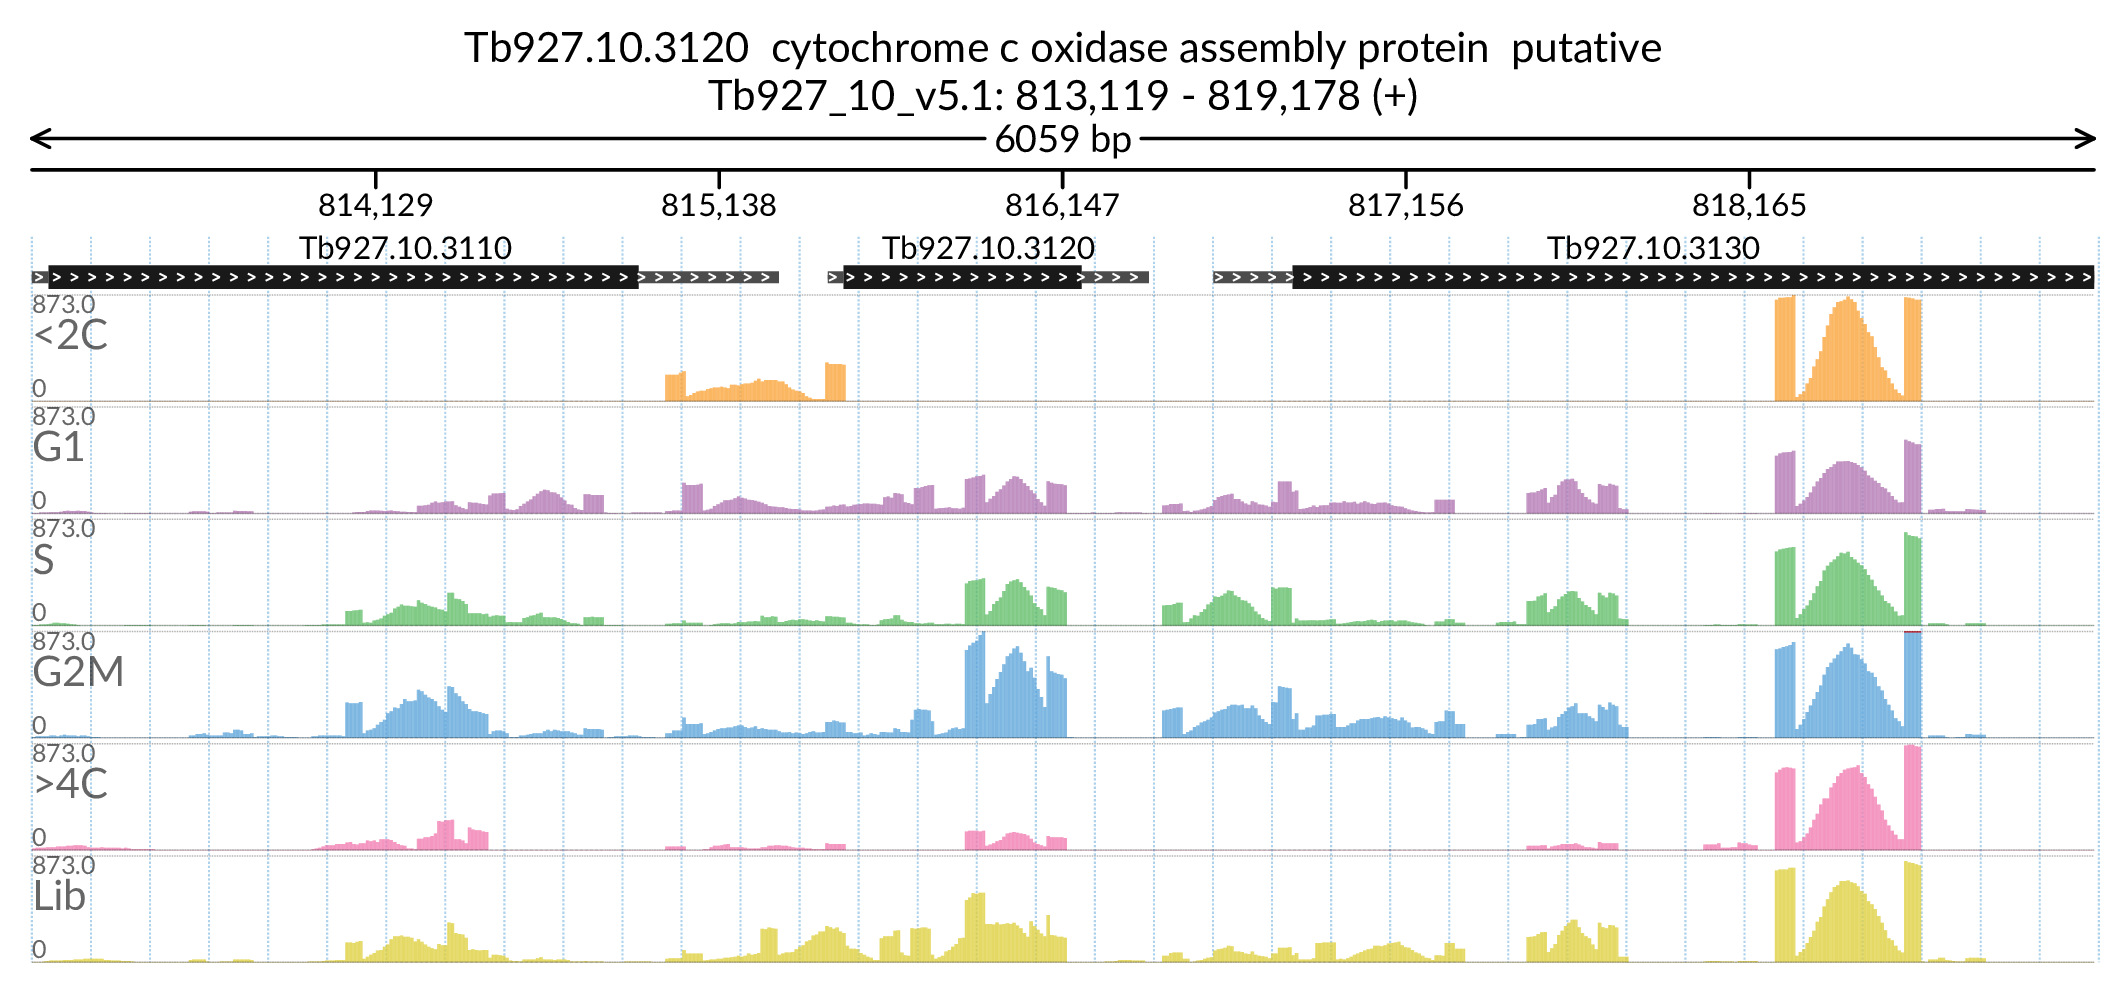 Tb927.10.3120  cytochrome c oxidase assembly protein  putative
Tb927_10_v5.1: 813,119 - 819,178 (+)
6059 bp
814,129 815,138 816,147 817,156 818,165
Tb927.10.3110 Tb927.10.3120 Tb927.10.3130
873.0
<2C
0
873.0
G1
0
873.0
S
0
873.0
G2M
0
873.0
>4C
0
873.0
Lib
0